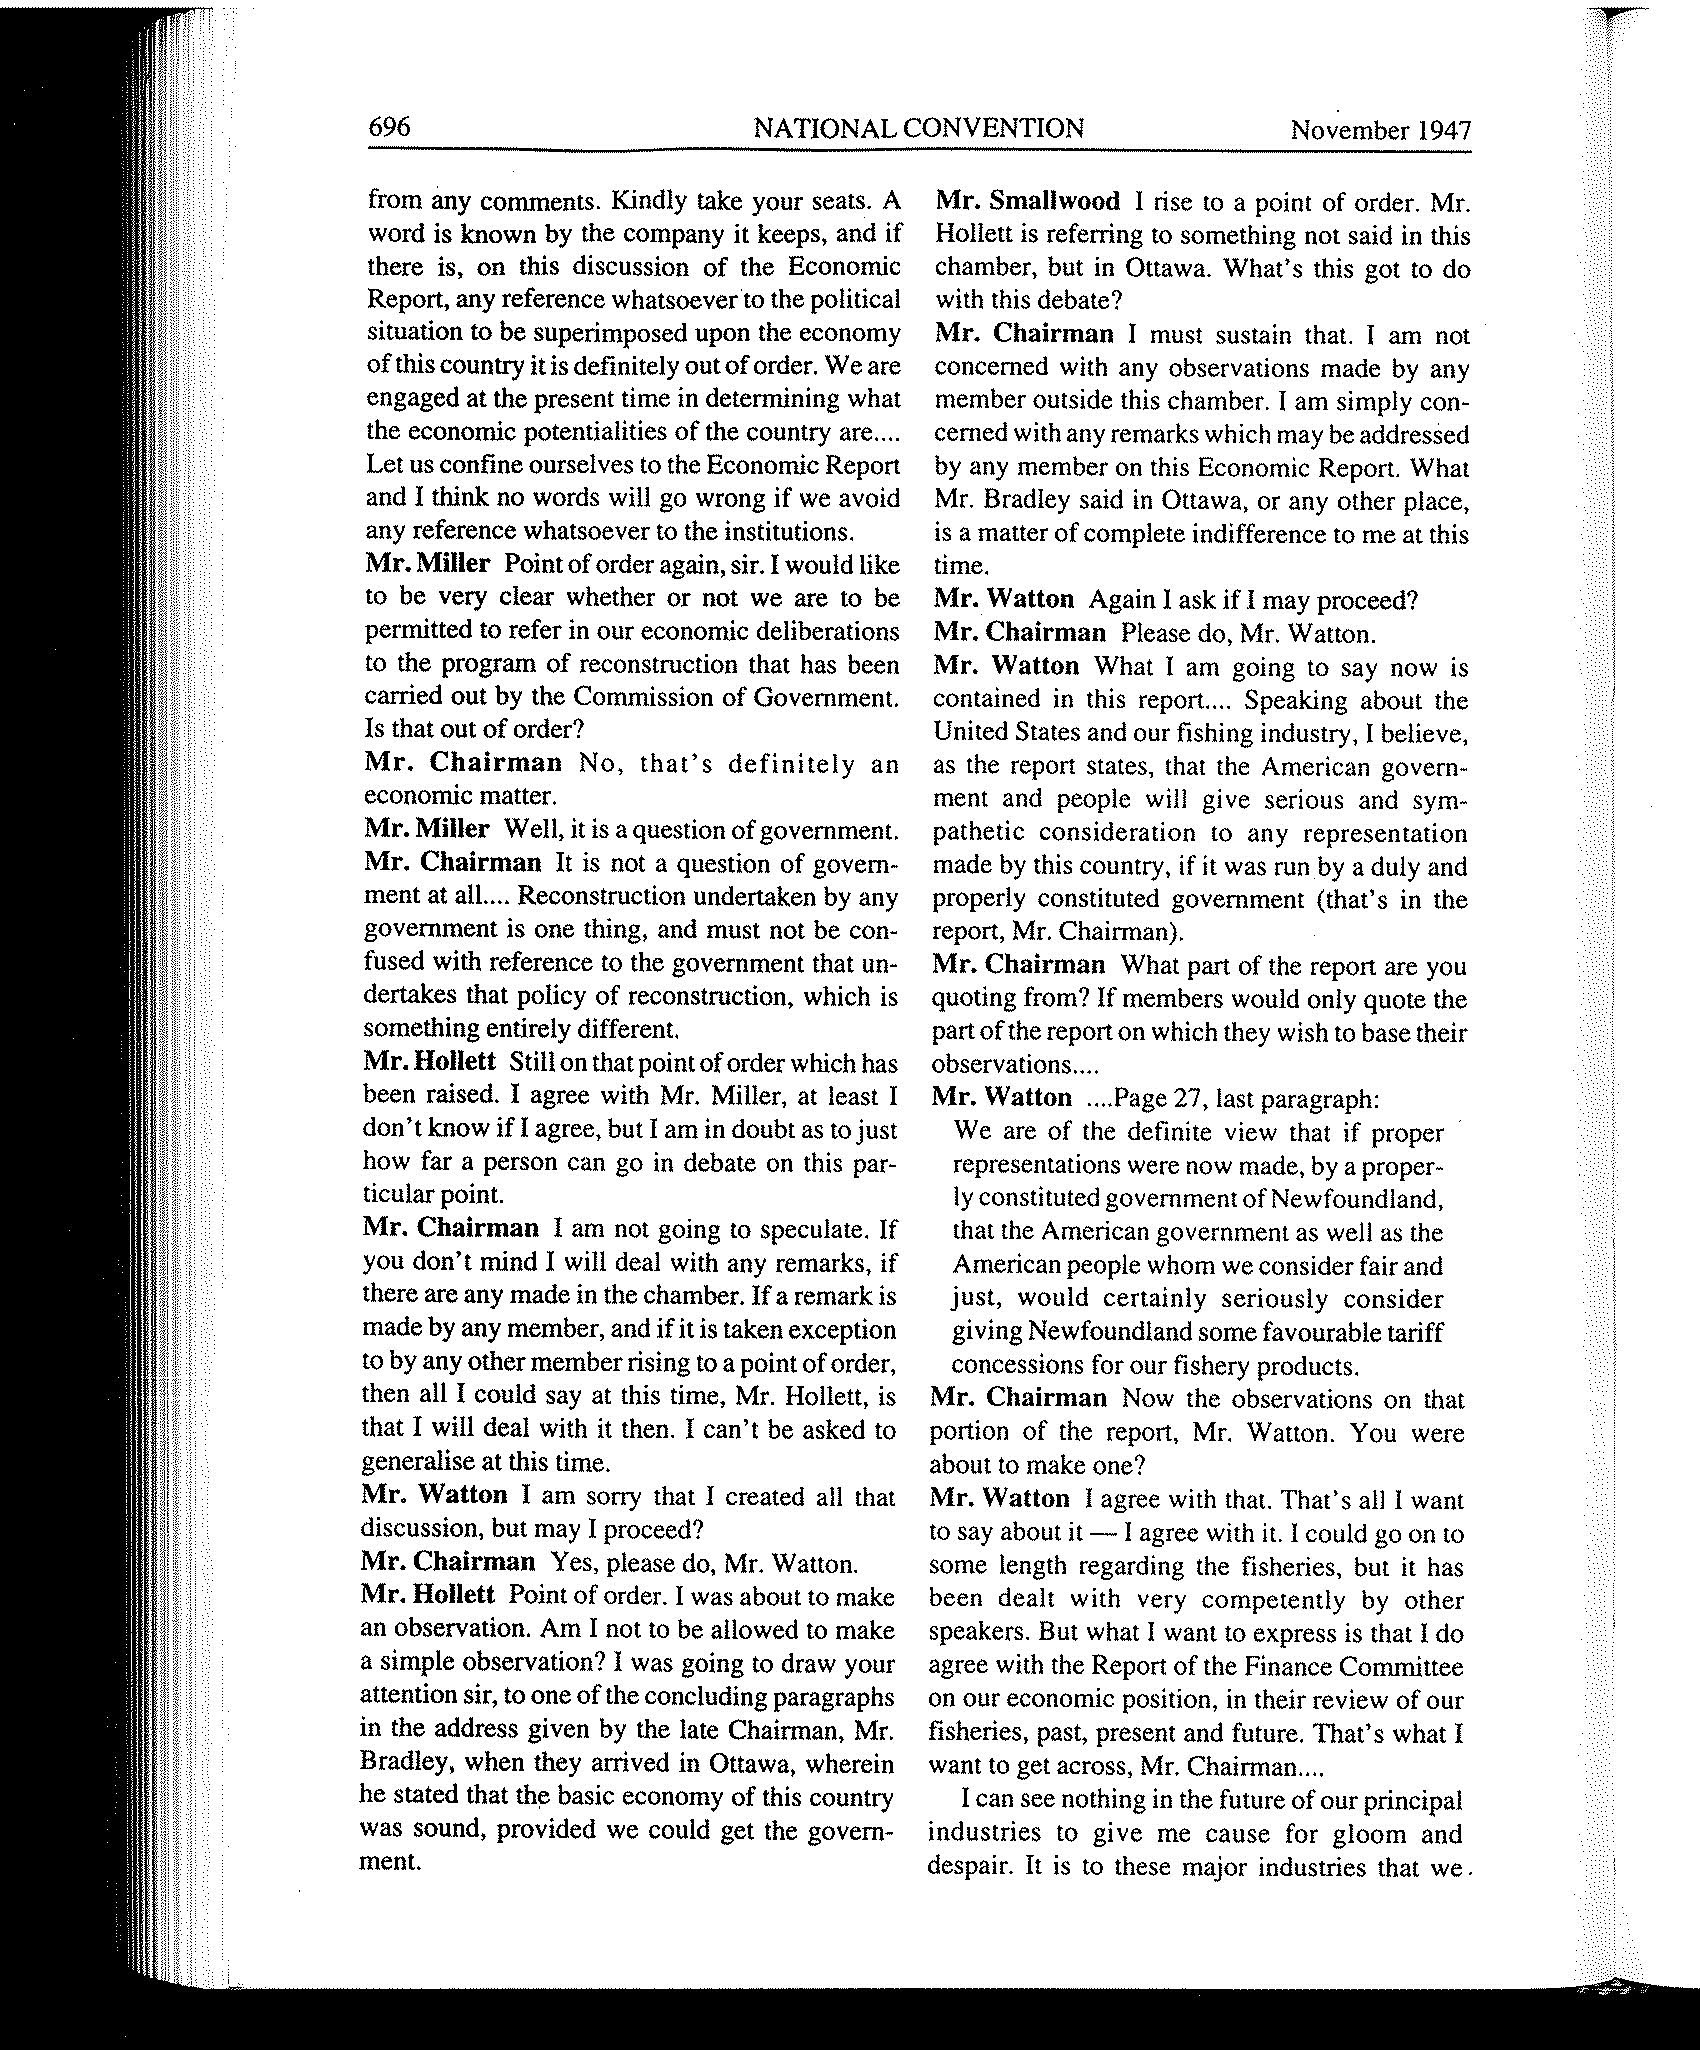 696
NATIONAL CONVENTION
November 1947
from any comments. Kindly take your seats. A
word is known by the company it keeps, and if
there is, on this discussion of the Economic
Report, any reference whatsoever to the political
situation to be superimposed upon the economy
of this country it is definitely out of order. We are
engaged at the present time in determining what
the economic potentialities of the country are....
Let us confine ourselves to the Economic Report
and I think no words will go wrong if we avoid
any reference whatsoever to the institutions.
Mr. Miller Point of order again, sir. I would like
to be very clear whether or not we are to be
permitted to refer in our economic deliberations
to the program of reconstruction that has been
carried out by the Commission of Government.
Is that out of order?
Mr. Chairman No, that's definitely an
economic matter.
Mr. Miller Well, it is a question of government.
Mr. Chairman It is not a question of govern-
ment at all.... Reconstruction undertaken by any
government is one thing, and must not be con-
fused with reference to the government that un-
dertakes that policy of reconstruction, which is
something entirely different.
Mr. Hollett Still on that point of order which has
been raised. I agree with Mr. Miller, at least I
don't know if I agree, but I am in doubt as to just
how far a person can go in debate on this par-
ticular point.
Mr. Chairman I am not going to speculate. If
you don't mind I will deal with any remarks, if
there are any made in the chamber. If a remark is
made by any member, and if it is taken exception
to by any other member rising to a point of order,
then all I could say at this time, Mr. Hollett, is
that I will deal with it then. I can't be asked to
generalise at this time.
Mr. Watton I am sorry that I created all that
discussion, but may I proceed?
Mr. Chairman Yes, please do, Mr. Watton.
Mr. Hollett Point of order. I was about to make
an observation. Am I not to be allowed to make
a simple observation? I was going to draw your
attention sir, to one of the concluding paragraphs
in the address given by the late Chairman, Mr.
Bradley, when they arrived in Ottawa, wherein
he stated that the basic economy of this country
was sound, provided we could get the govern-
ment.
Mr. Smallwood I rise to a point of order. Mr.
Hollett is referring to something not said in this
chamber, but in Ottawa. What's this got to do
with this debate?
Mr. Chairman I must sustain that. I am not
concerned with any observations made by any
member outside this chamber. I am simply con-
cerned with any remarks which may be addressed
by any member on this Economic Report. What
Mr. Bradley said in Ottawa, or any other place,
is a matter of complete indifference to me at this
time.
Mr. Watton Again I ask if I may proceed?
Mr. Chairman Please do, Mr. Watton.
Mr. Watton What I am going to say now is
contained in this report.... Speaking about the
United States and our fishing industry, I believe,
as the report states, that the American govern-
ment and people will give serious and sym-
pathetic consideration to any representation
made by this country, if it was run by a duly and
properly constituted government (that's in the
report, Mr. Chairman).
Mr. Chairman What part of the report are you
quoting from? If members would only quote the
part of the report on which they wish to base their
observations....
Mr. Watton ....Page 27, last paragraph:
We are of the definite view that if proper
representations were now made, by a proper-
ly constituted government of Newfoundland,
that the American government as well as the
American people whom we consider fair and
just, would certainly seriously consider
giving Newfoundland some favourable tariff
concessions for our fishery products.
Mr. Chairman Now the observations on that
portion of the report, Mr. Watton. You were
about to make one?
Mr. Watton I agree with that. That's all I want
to say about it — I agree with it. I could go on to
some length regarding the fisheries, but it has
been dealt with very competently by other
speakers. But what I want to express is that I do
agree with the Report of the Finance Committee
on our economic position, in their review of our
fisheries, past, present and future. That's what I
want to get across, Mr. Chairman....
I can see nothing in the future of our principal
industries to give me cause for gloom and
despair. It is to these major industries that we